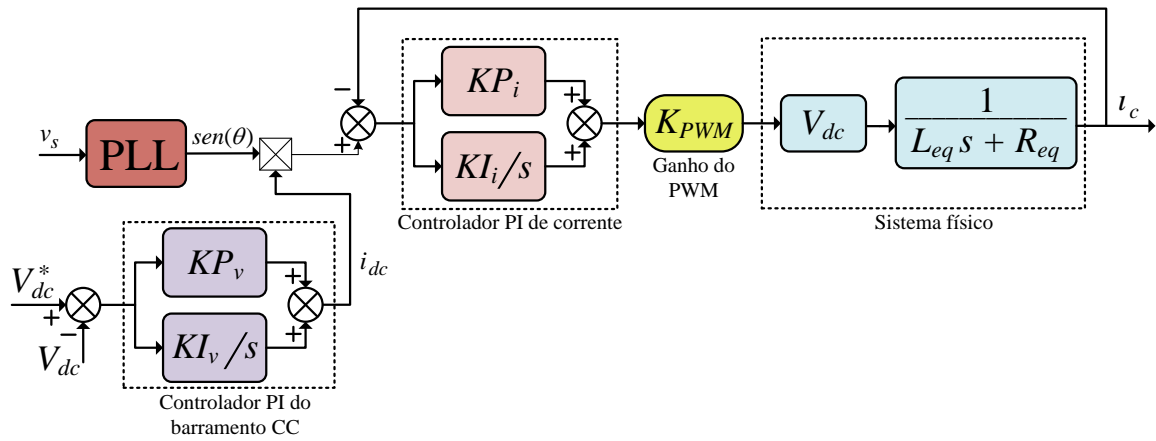 v_s
PLL
sen(θ)
−
+
KP_i
KI_i/s
+
+
Controlador PI de corrente
K_PWM
Ganho do
PWM
V_dc
1
L_eq s + R_eq
Sistema físico
ι_c
V_dc^*
+
−
V_dc
KP_v
KI_v/s
+
+
i_dc
Controlador PI do
barramento CC